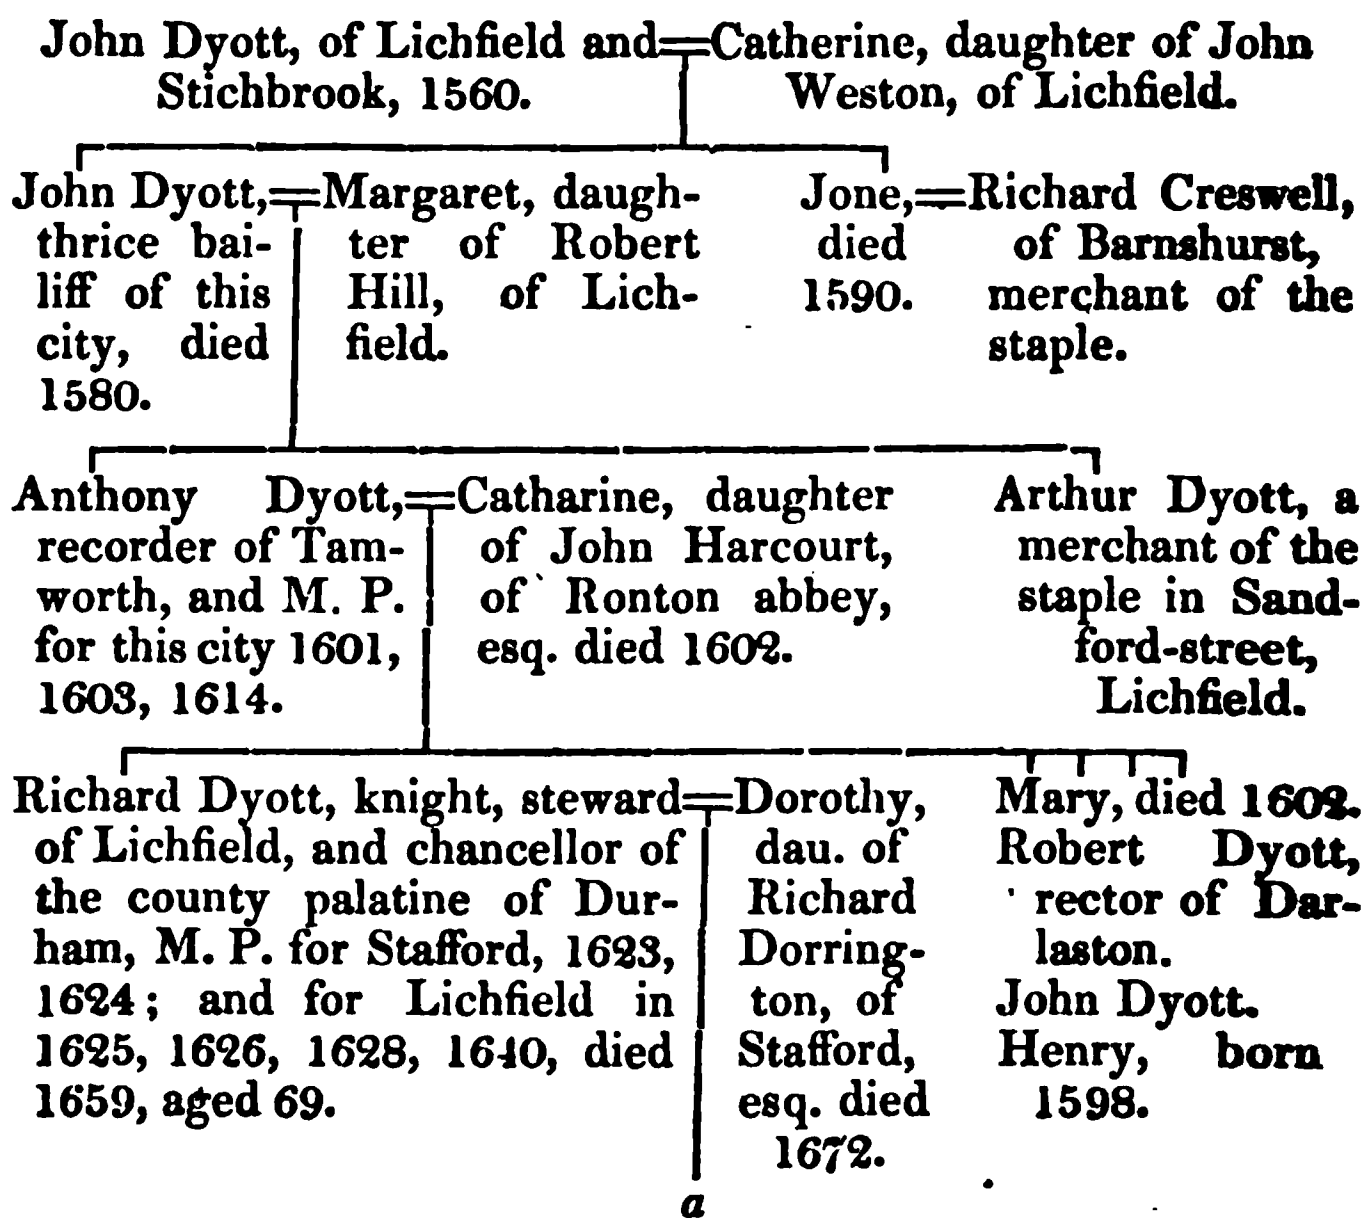 John Dyott, of Lichfield and
Stichbrook, 1560.
Catherine, daughter of John
Weston, of Lichfield.
John Dyott,
thrice bai-
liff of this
city, died
1580.
Margaret, daugh-
ter of Robert
Hill, of Lich-
field.
Jone,
died
1590.
Richard Creswell,
of Barnshurst,
merchant of the
staple.
Anthony Dyott,
recorder of Tam-
worth, and M. P.
for this city 1601,
1603, 1614.
Catharine, daughter
of John Harcourt,
of Ronton abbey,
esq. died 1602.
Arthur Dyott, a
merchant of the
staple in Sand-
ford-street,
Lichfield.
Richard Dyott, knight, steward
of Lichfield, and chancellor of
the county palatine of Dur-
ham, M. P. for Stafford, 1623,
1624; and for Lichfield in
1625, 1626, 1628, 1640, died
1659, aged 69.
Dorothy,
dau. of
Richard
Dorring-
ton, of
Stafford,
esq. died
1672.
Mary, died 1602.
Robert Dyott,
rector of Dar-
laston.
John Dyott.
Henry, born
1598.
a